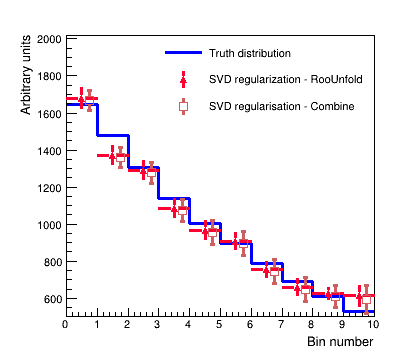 Arbitrary units
2000
1800
1600
1400
1200
1000
800
600
Truth distribution
SVD regularization - RooUnfold
SVD regularisation - Combine
0 1 2 3 4 5 6 7 8 9 10
Bin number